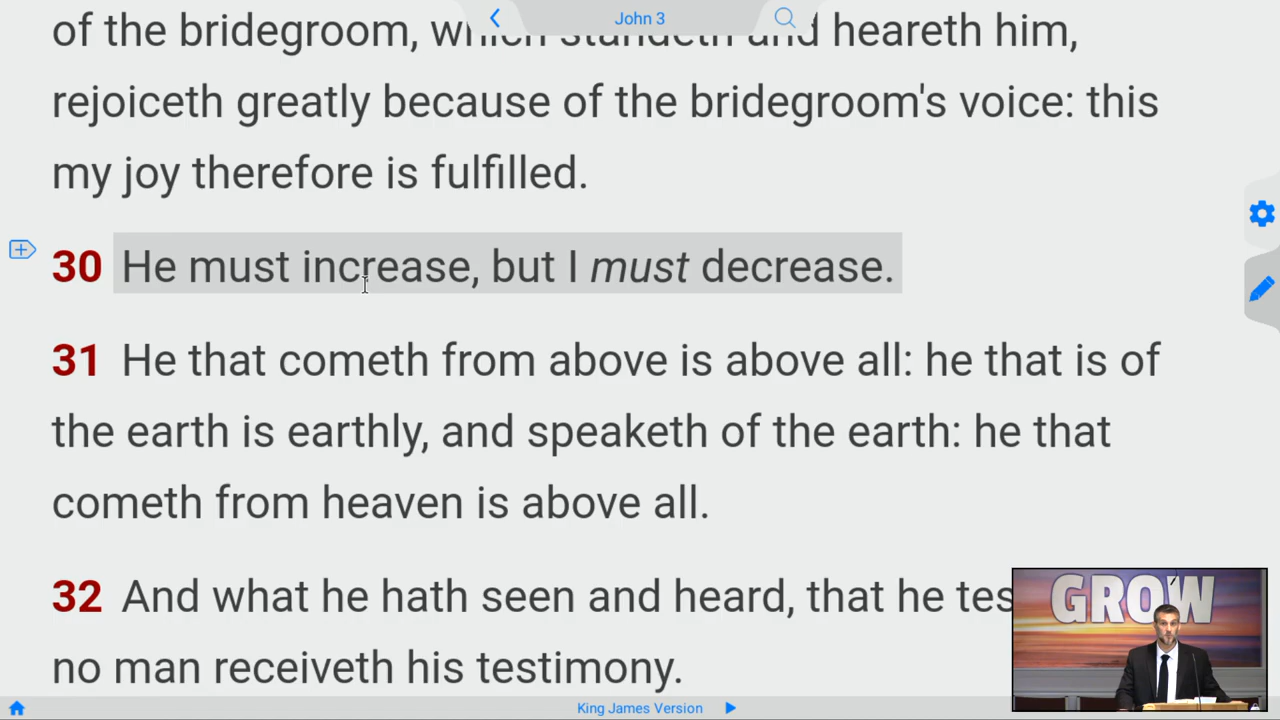 John 3
of the bridegroom, which standeth and heareth him,
rejoiceth greatly because of the bridegroom's voice: this
my joy therefore is fulfilled.
30 He must increase, but I must decrease.
31 He that cometh from above is above all: he that is of
the earth is earthly, and speaketh of the earth: he that
cometh from heaven is above all.
32 And what he hath seen and heard, that he tes
no man receiveth his testimony.
GROW
King James Version